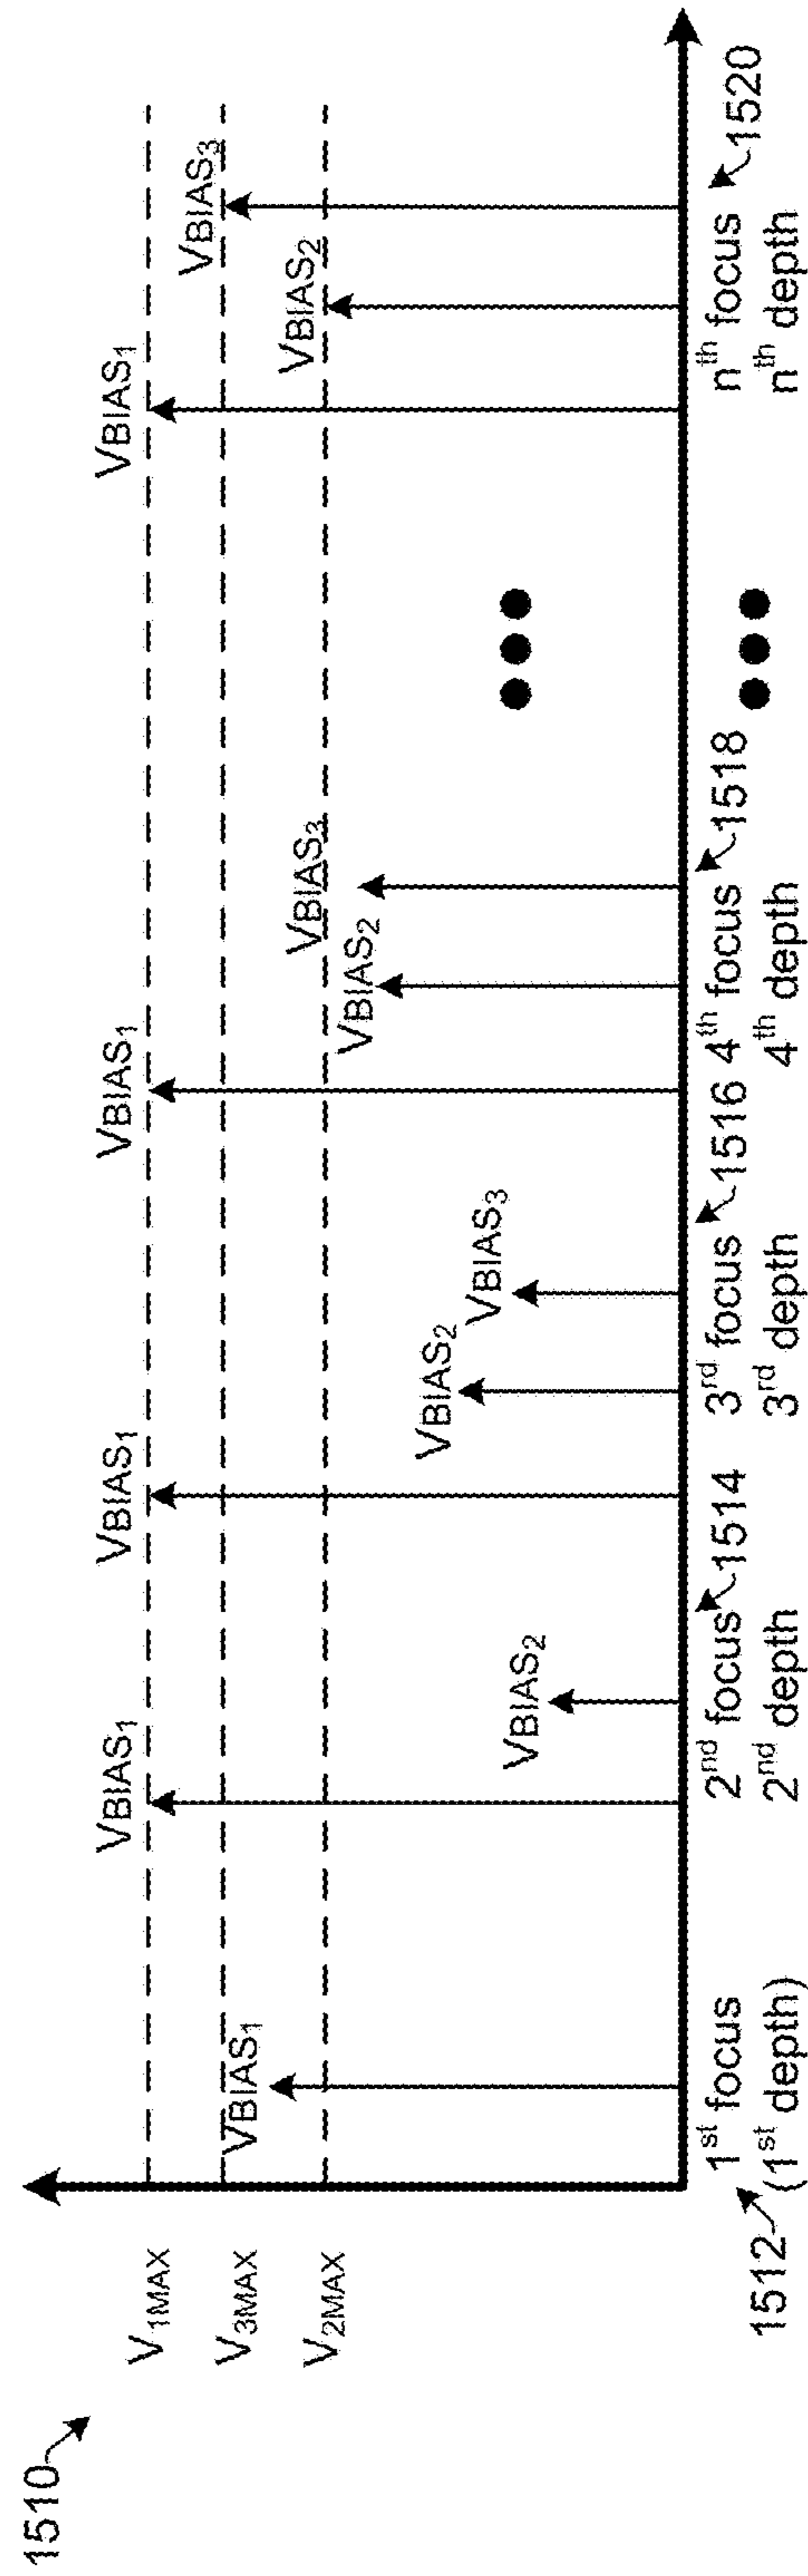 1510
V1MAX
V3MAX
V2MAX
VBIAS1
VBIAS1
VBIAS2
VBIAS1
VBIAS2
VBIAS3
VBIAS1
VBIAS2
VBIAS3
VBIAS1
VBIAS2
VBIAS3
1512
1st focus
(1st depth)
2nd focus
2nd depth
1514
3rd focus
3rd depth
1516
4th focus
4th depth
1518
nth focus
nth depth
1520